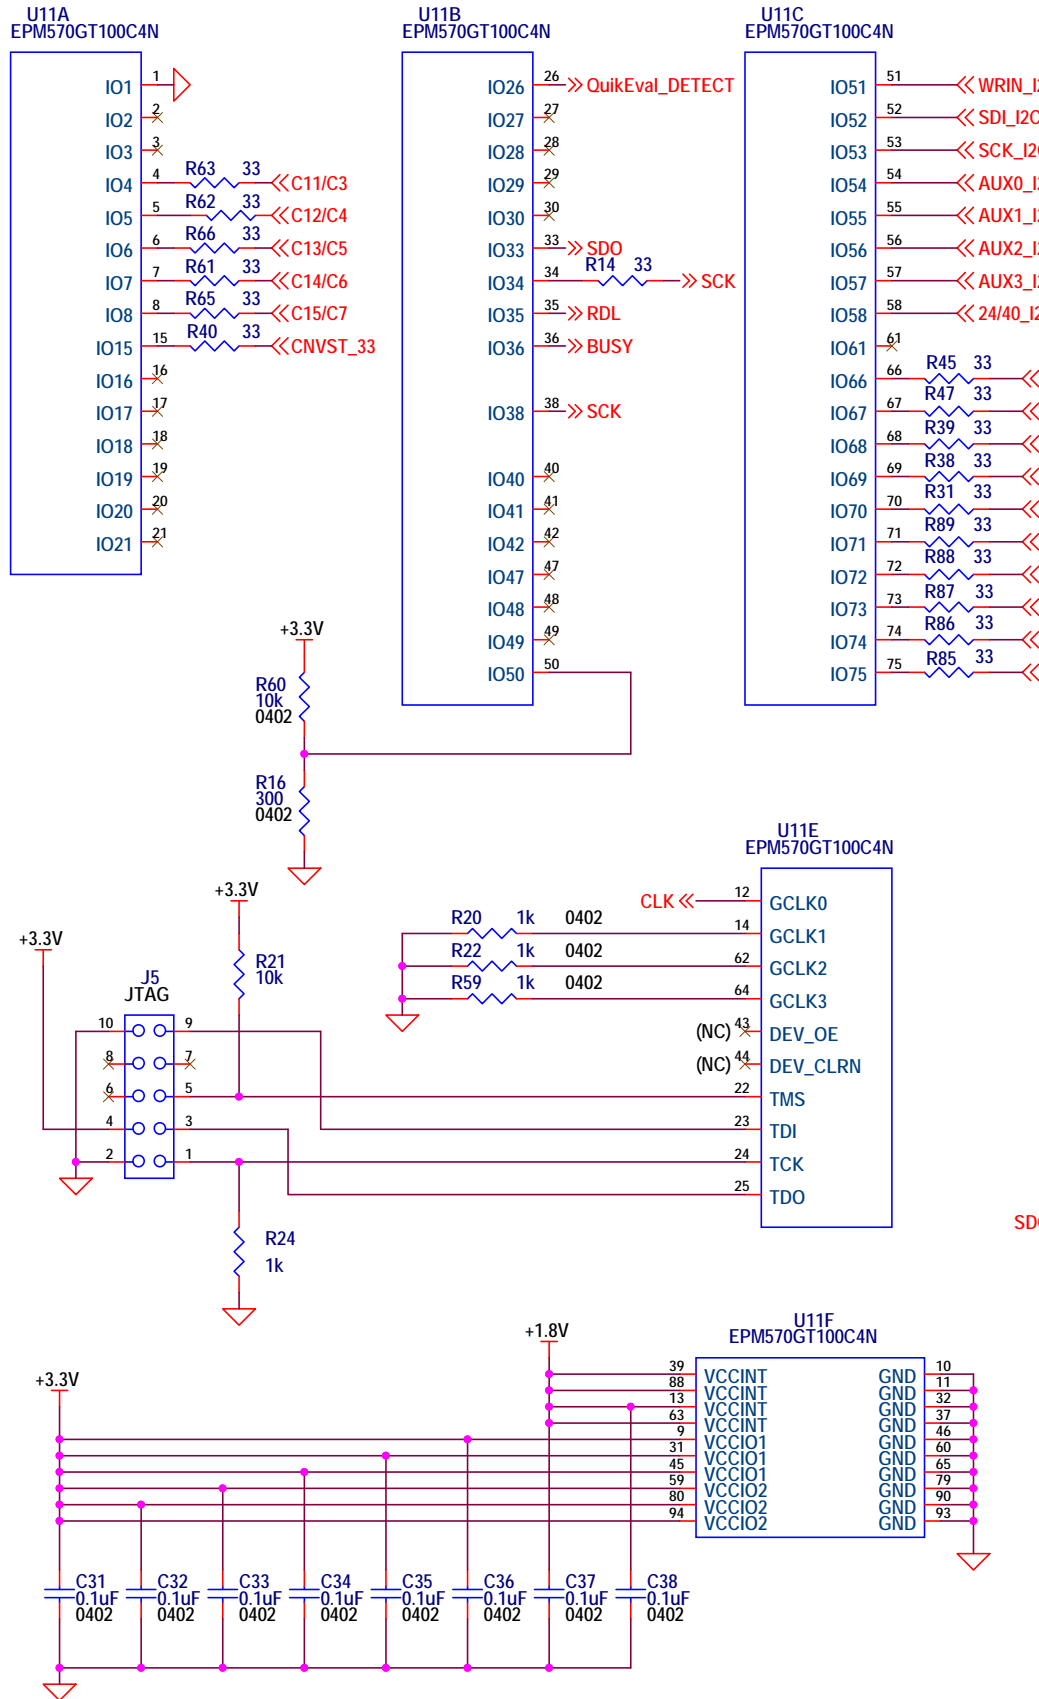 U11A
EPM570GT100C4N
IO1 1
IO2 2
IO3 3
IO4 4 R63 33 C11/C3
IO5 5 R62 33 C12/C4
IO6 6 R66 33 C13/C5
IO7 7 R61 33 C14/C6
IO8 8 R65 33 C15/C7
IO15 15 R40 33 CNVST_33
IO16 16
IO17 17
IO18 18
IO19 19
IO20 20
IO21 21
U11B
EPM570GT100C4N
IO26 26 QuikEval_DETECT
IO27 27
IO28 28
IO29 29
IO30 30
IO33 33 SDO
IO34 34 R14 33 SCK
IO35 35 RDL
IO36 36 BUSY
IO38 38 SCK
IO40 40
IO41 41
IO42 42
IO47 47
IO48 48
IO49 49
IO50 50
U11C
EPM570GT100C4N
IO51 51 WRIN_I2
IO52 52 SDI_I2C
IO53 53 SCK_I2
IO54 54 AUX0_I
IO55 55 AUX1_I
IO56 56 AUX2_I
IO57 57 AUX3_I
IO58 58 24/40_I2
IO61 61
IO66 66 R45 33
IO67 67 R47 33
IO68 68 R39 33
IO69 69 R38 33
IO70 70 R31 33
IO71 71 R89 33
IO72 72 R88 33
IO73 73 R87 33
IO74 74 R86 33
IO75 75 R85 33
+3.3V
R60
10k
0402
R16
300
0402
U11E
EPM570GT100C4N
CLK 12 GCLK0
R20 1k 0402 14 GCLK1
R22 1k 0402 62 GCLK2
R59 1k 0402 64 GCLK3
(NC) 43 DEV_OE
(NC) 44 DEV_CLRN
22 TMS
23 TDI
24 TCK
25 TDO
+3.3V
+3.3V
R21
10k
J5
JTAG
10 9
8 7
6 5
4 3
2 1
R24
1k
SD
+1.8V
+3.3V
U11F
EPM570GT100C4N
39 VCCINT GND 10
88 VCCINT GND 11
13 VCCINT GND 32
63 VCCINT GND 37
9 VCCIO1 GND 46
31 VCCIO1 GND 60
45 VCCIO1 GND 65
59 VCCIO2 GND 79
80 VCCIO2 GND 90
94 VCCIO2 GND 93
C31 C32 C33 C34 C35 C36 C37 C38
0.1uF 0.1uF 0.1uF 0.1uF 0.1uF 0.1uF 0.1uF 0.1uF
0402 0402 0402 0402 0402 0402 0402 0402